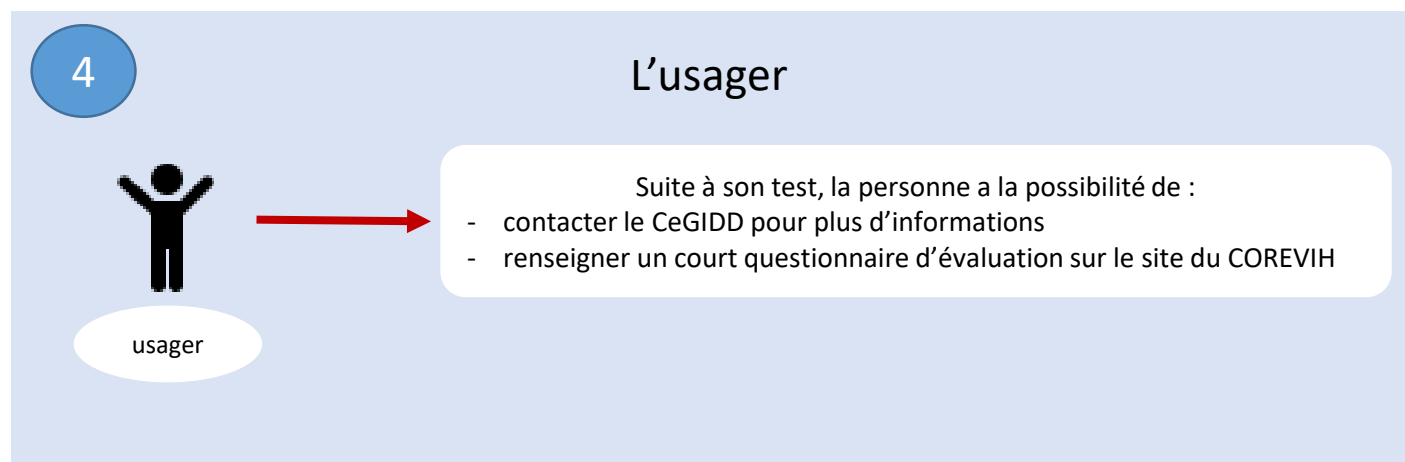 4
L’usager
Suite à son test, la personne a la possibilité de :
- contacter le CeGIDD pour plus d’informations
- renseigner un court questionnaire d’évaluation sur le site du COREVIH
usager